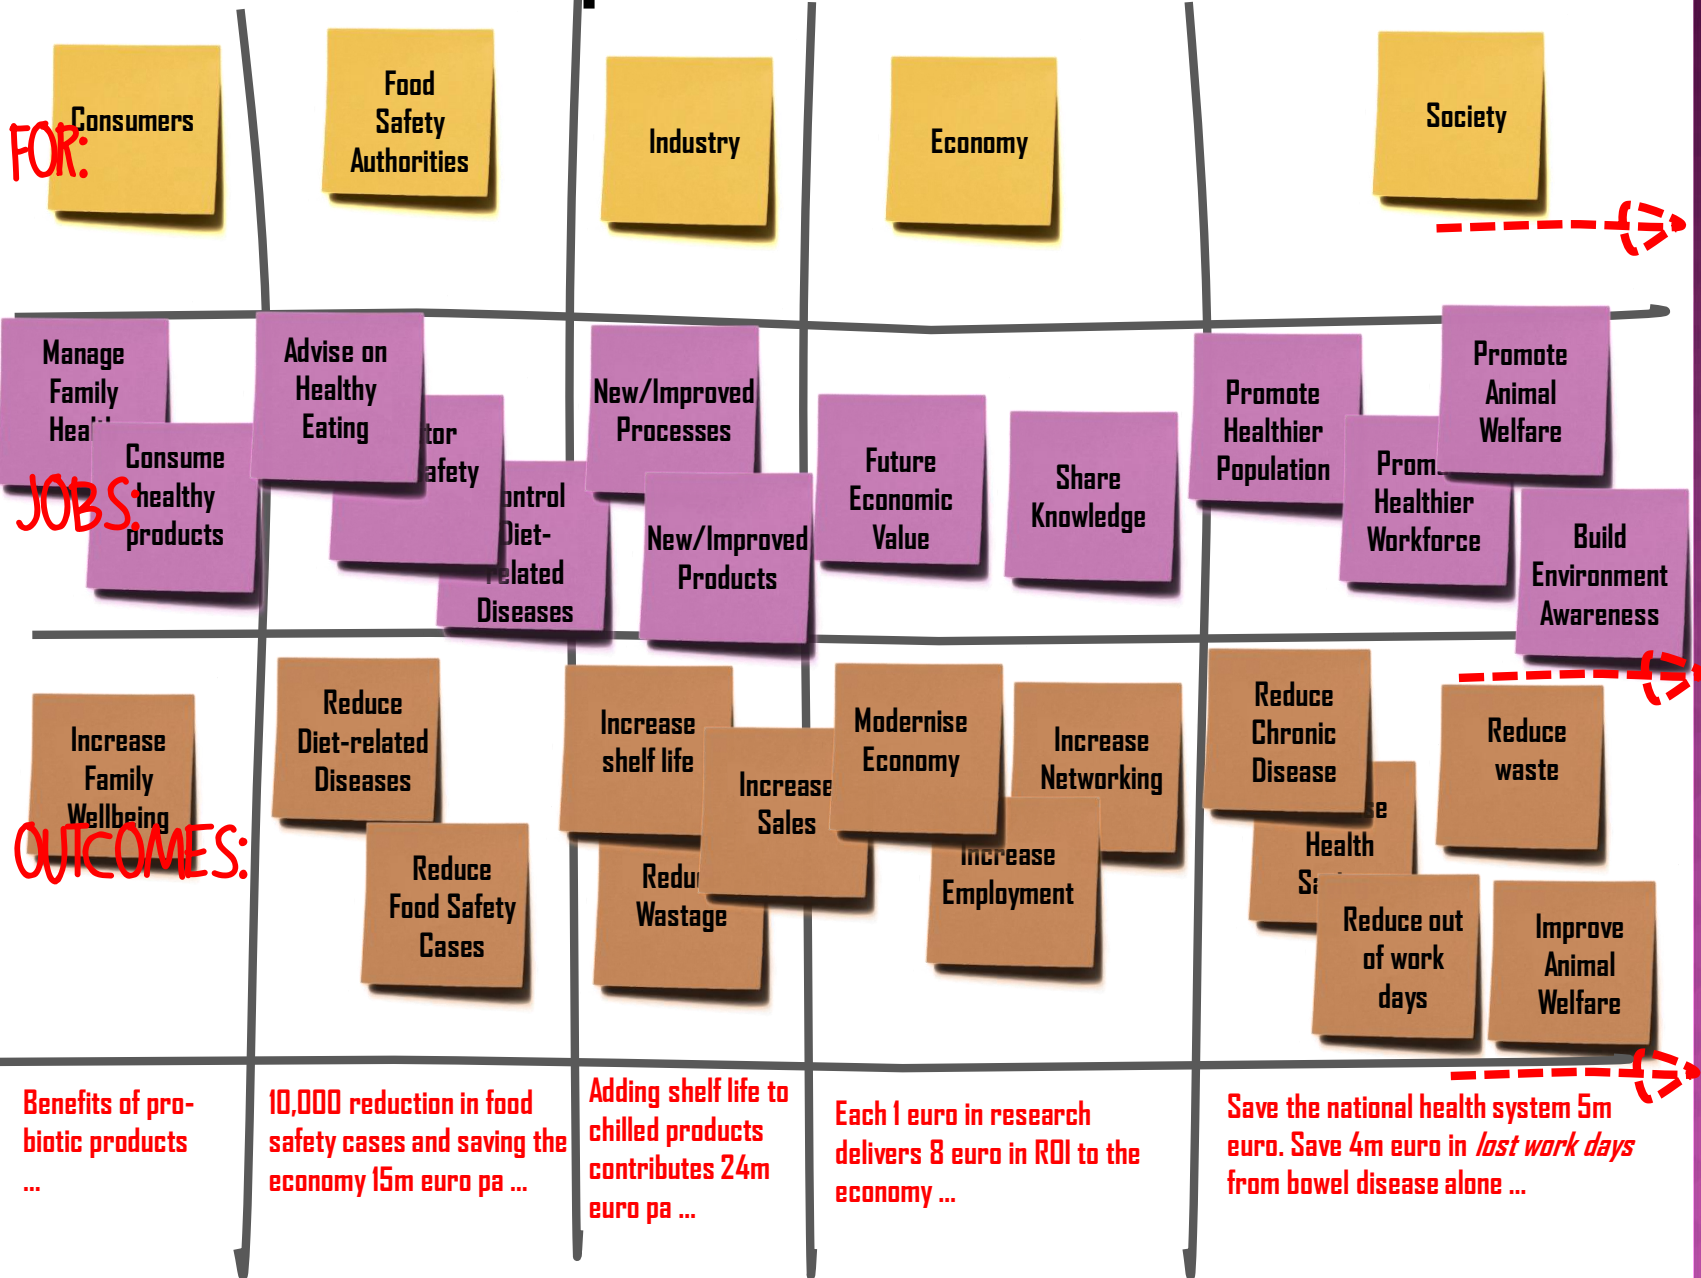 FOR:
Consumers
Food
Safety
Authorities
Industry
Economy
Society
JOBS:
Manage
Family
Consume
healthy
products
Advise on
Healthy
Eating
Diseases
New/Improved
Processes
New/Improved
Products
Future
Economic
Value
Share
Knowledge
Promote
Healthier
Population
Healthier
Workforce
Promote
Animal
Welfare
Build
Environment
Awareness
OUTCOMES:
Increase
Family
Wellbeing
Reduce
Diet-related
Diseases
Reduce
Food Safety
Cases
Increase
shelf life
Increase
Sales
Wastage
Modernise
Economy
Increase
Networking
Increase
Employment
Reduce
Chronic
Disease
Health
Reduce out
of work
days
Reduce
waste
Improve
Animal
Welfare
Benefits of pro-
biotic products
...
10,000 reduction in food
safety cases and saving the
economy 15m euro pa ...
Adding shelf life to
chilled products
contributes 24m
euro pa ...
Each 1 euro in research
delivers 8 euro in ROI to the
economy ...
Save the national health system 5m
euro. Save 4m euro in lost work days
from bowel disease alone ...